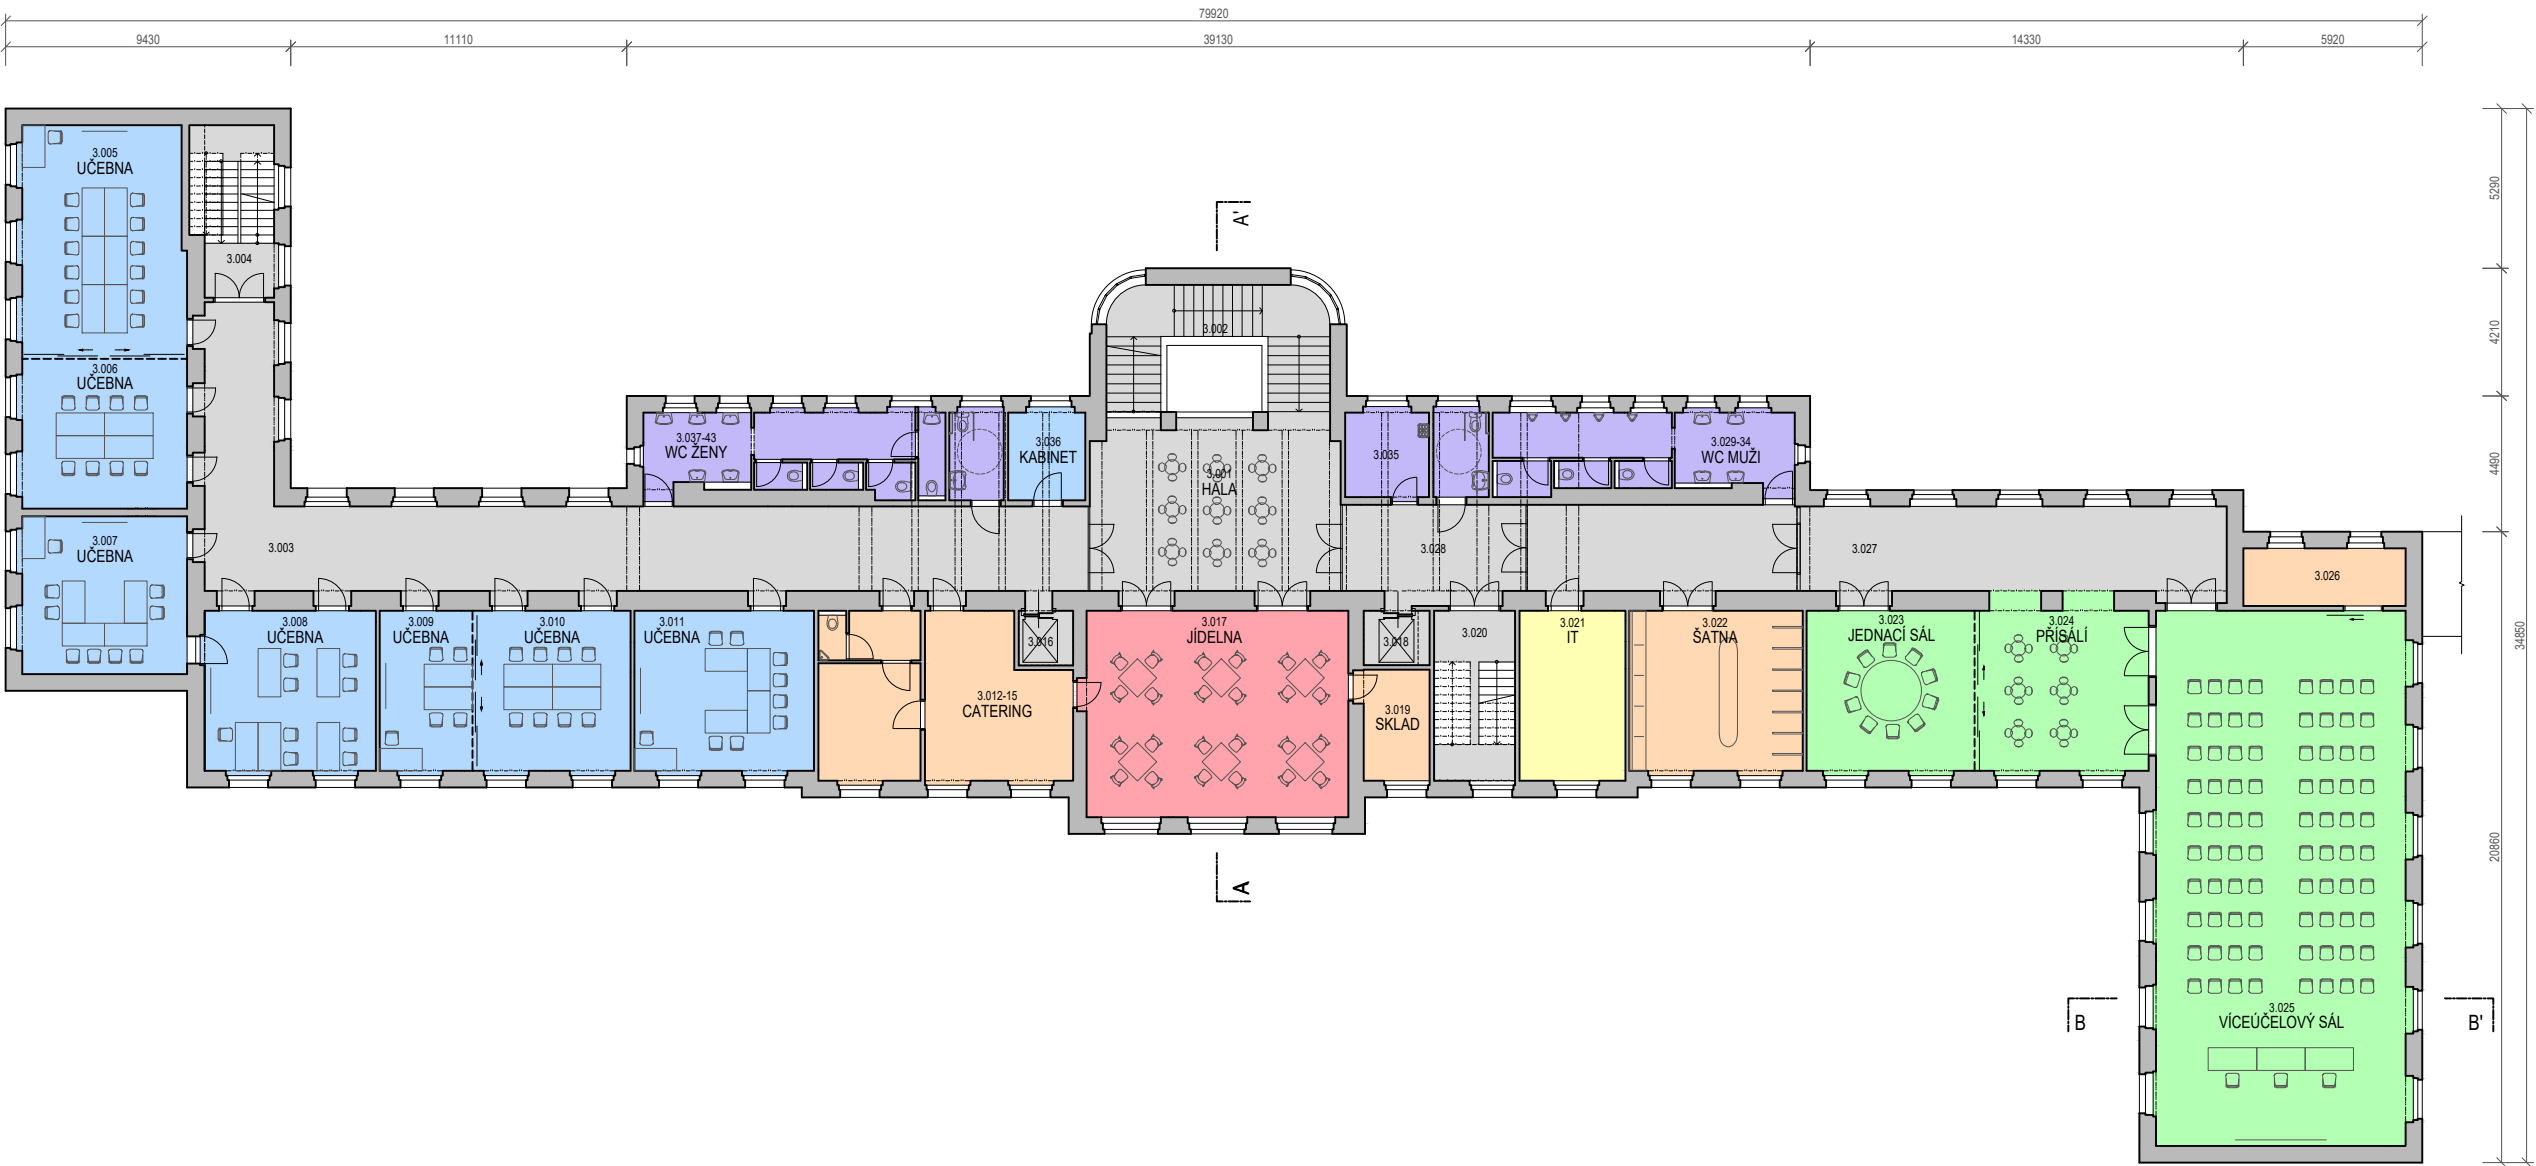 79920
9430
11110
39130
14330
5920
5290
4210
4490
34850
20860
A'
3.005
UČEBNA
3.004
3.002
3.006
UČEBNA
3.037-43
WC ŽENY
3.036
KABINET
3.001
HALA
3.035
3.029-34
WC MUŽI
3.007
UČEBNA
3.003
3.028
3.027
3.026
3.008
UČEBNA
3.009
UČEBNA
3.010
UČEBNA
3.011
UČEBNA
3.012-15
CATERING
3.016
3.017
JÍDELNA
3.018
3.019
SKLAD
3.020
3.021
IT
3.022
ŠATNA
3.023
JEDNACÍ SÁL
3.024
PŘÍSÁLÍ
A
3.025
VÍCEÚČELOVÝ SÁL
B
B'